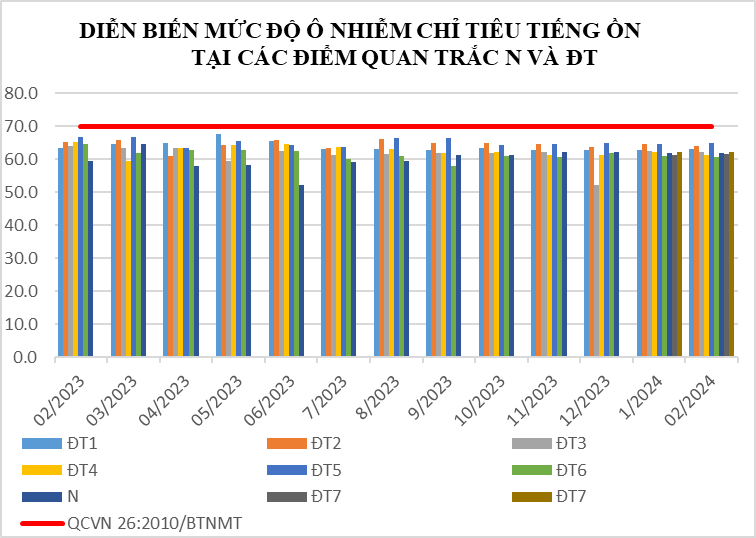 DIỄN BIẾN MỨC ĐỘ Ô NHIỄM CHỈ TIÊU TIẾNG ỒN
TẠI CÁC ĐIỂM QUAN TRẮC N VÀ ĐT
80.0
70.0
60.0
50.0
40.0
30.0
20.0
10.0
0.0
02/2023 03/2023 04/2023 05/2023 06/2023 7/2023 8/2023 9/2023 10/2023 11/2023 12/2023 1/2024 02/2024
ĐT1 ĐT2 ĐT3
ĐT4 ĐT5 ĐT6
N ĐT7 ĐT7
QCVN 26:2010/BTNMT